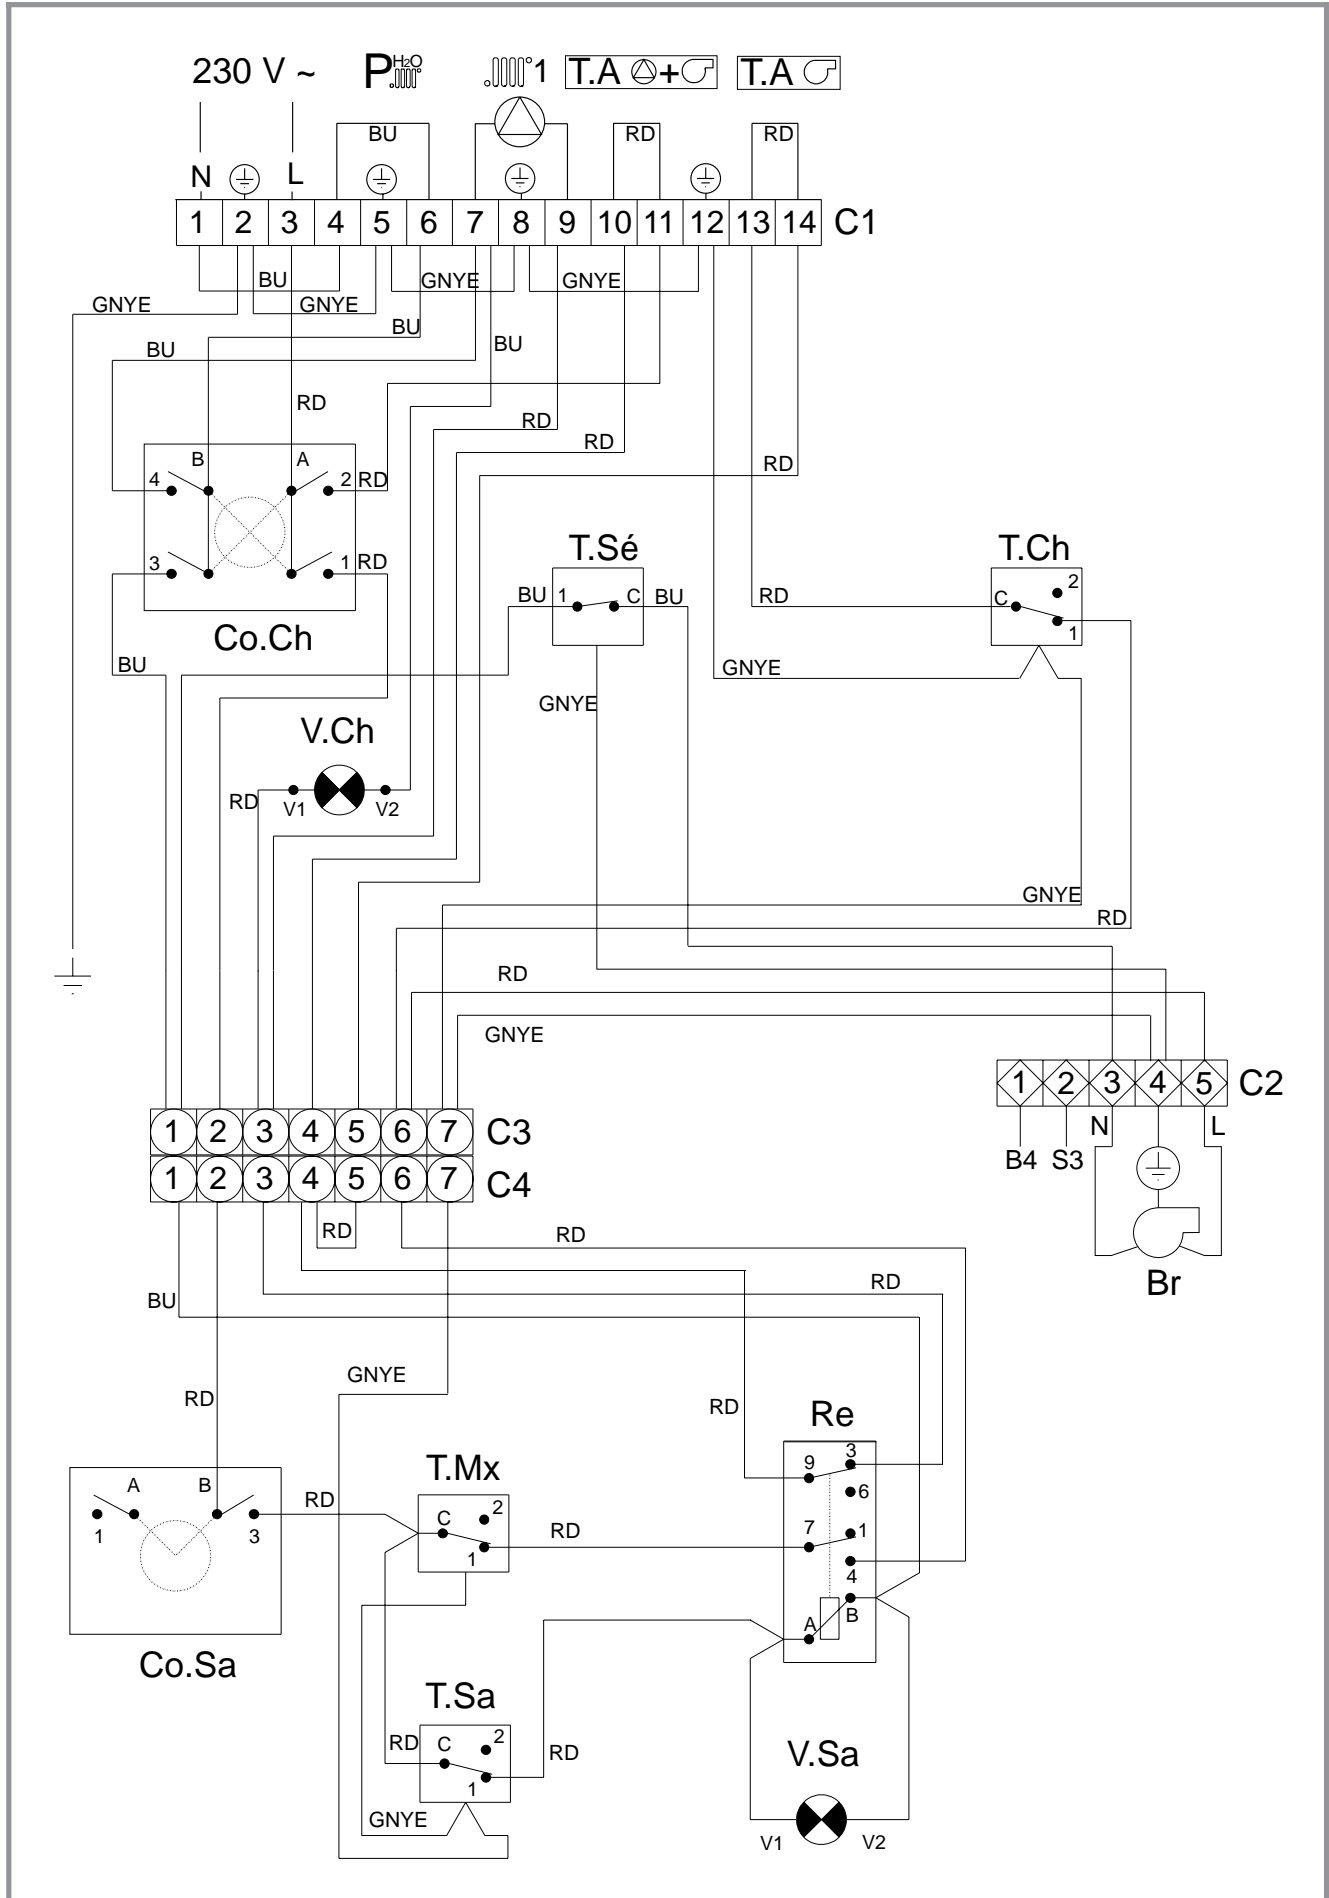 230 V ~ P H2O °1 T.A + T.A
BU RD RD
N L
1 2 3 4 5 6 7 8 9 10 11 12 13 14 C1
BU GNYE GNYE
GNYE GNYE
BU
BU BU
RD
RD
RD
B A RD
4 2 RD
T.Sé T.Ch
3 1 RD 2
BU 1 C BU RD C
Co.Ch 1
BU GNYE
GNYE
V.Ch
RD V1 V2
GNYE
RD
RD
GNYE
1 2 3 4 5 C2
1 2 3 4 5 6 7 C3 N L
1 2 3 4 5 6 7 C4 B4 S3
RD RD
RD Br
BU
GNYE
RD RD Re
T.Mx 9 3
A B RD 2 6
C 7 1
1 3 1 RD
4
A B
Co.Sa
T.Sa
2
RD C RD V.Sa
1
GNYE
V1 V2